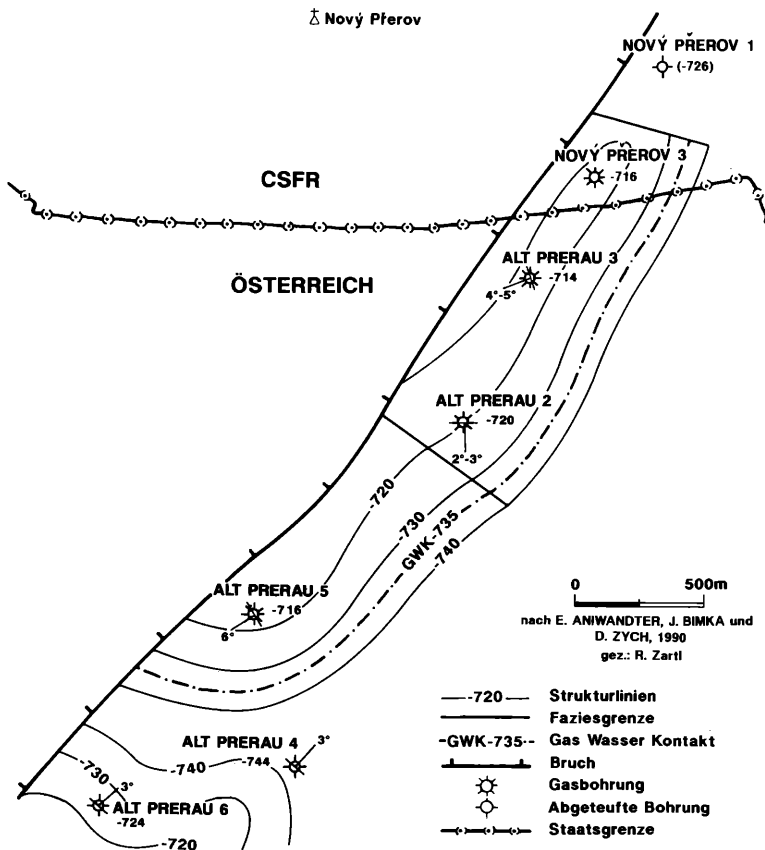 Nový Přerov
NOVÝ PŘEROV 1
(-726)
NOVÝ PŘEROV 3
-716
CSFR
ALT PRERAU 3
-714
4°-5°
ÖSTERREICH
ALT PRERAU 2
-720
2°-3°
-720
-730
GWK-735
-740
ALT PRERAU 5
-716
6°
0 500m
nach E. ANIWANDTER, J. BIMKA und
D. ZYCH, 1990
gez.: R. Zartl
-720 Strukturlinien
Faziesgrenze
-GWK-735-- Gas Wasser Kontakt
Bruch
Gasbohrung
Abgeteufte Bohrung
Staatsgrenze
ALT PRERAU 4
3°
-744
-740
-730
3°
ALT PRERAU 6
-724
-720